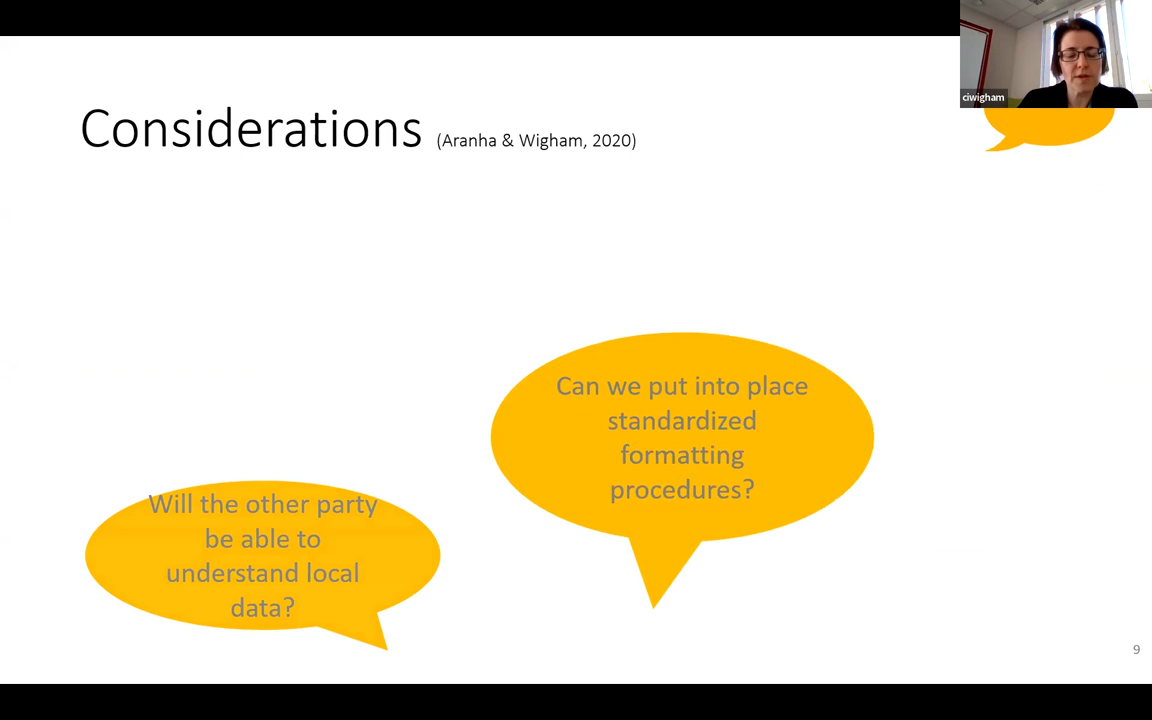 ciwigham
Considerations (Aranha & Wigham, 2020)
Can we put into place
standardized
formatting
procedures?
Will the other party
be able to
understand local
data?
9